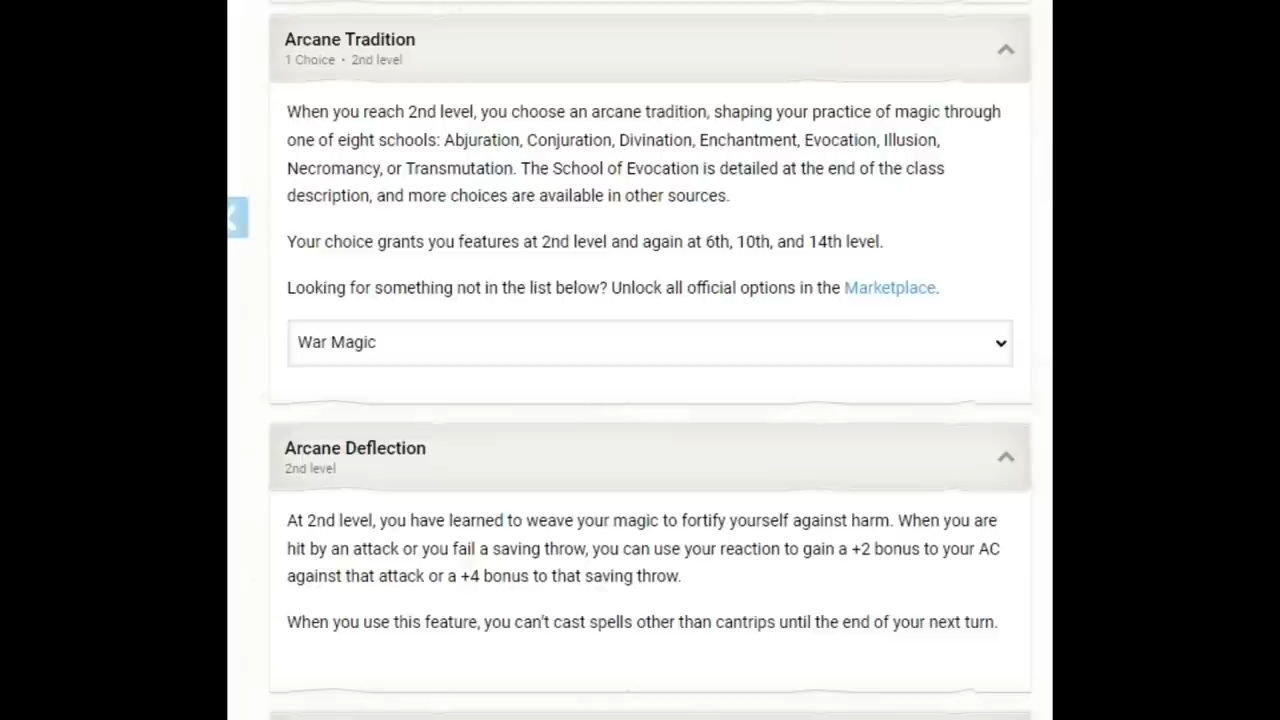 Arcane Tradition
1 Choice • 2nd level
When you reach 2nd level, you choose an arcane tradition, shaping your practice of magic through
one of eight schools: Abjuration, Conjuration, Divination, Enchantment, Evocation, Illusion,
Necromancy, or Transmutation. The School of Evocation is detailed at the end of the class
description, and more choices are available in other sources.
Your choice grants you features at 2nd level and again at 6th, 10th, and 14th level.
Looking for something not in the list below? Unlock all official options in the Marketplace.
War Magic
Arcane Deflection
2nd level
At 2nd level, you have learned to weave your magic to fortify yourself against harm. When you are
hit by an attack or you fail a saving throw, you can use your reaction to gain a +2 bonus to your AC
against that attack or a +4 bonus to that saving throw.
When you use this feature, you can't cast spells other than cantrips until the end of your next turn.